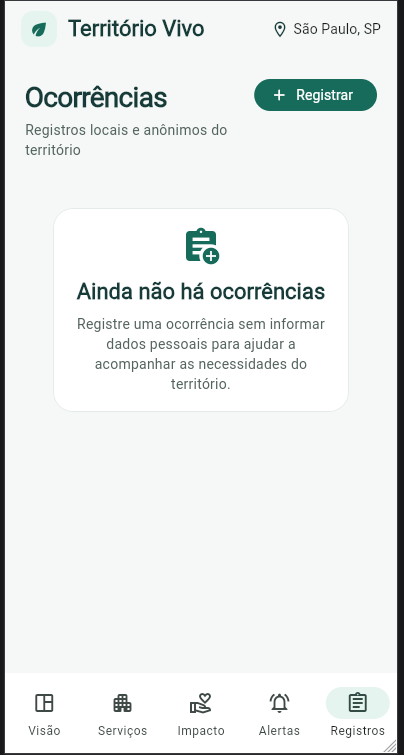 Território Vivo
São Paulo, SP
Ocorrências
Registrar
Registros locais e anônimos do
território
Ainda não há ocorrências
Registre uma ocorrência sem informar
dados pessoais para ajudar a
acompanhar as necessidades do
território.
Visão
Serviços
Impacto
Alertas
Registros